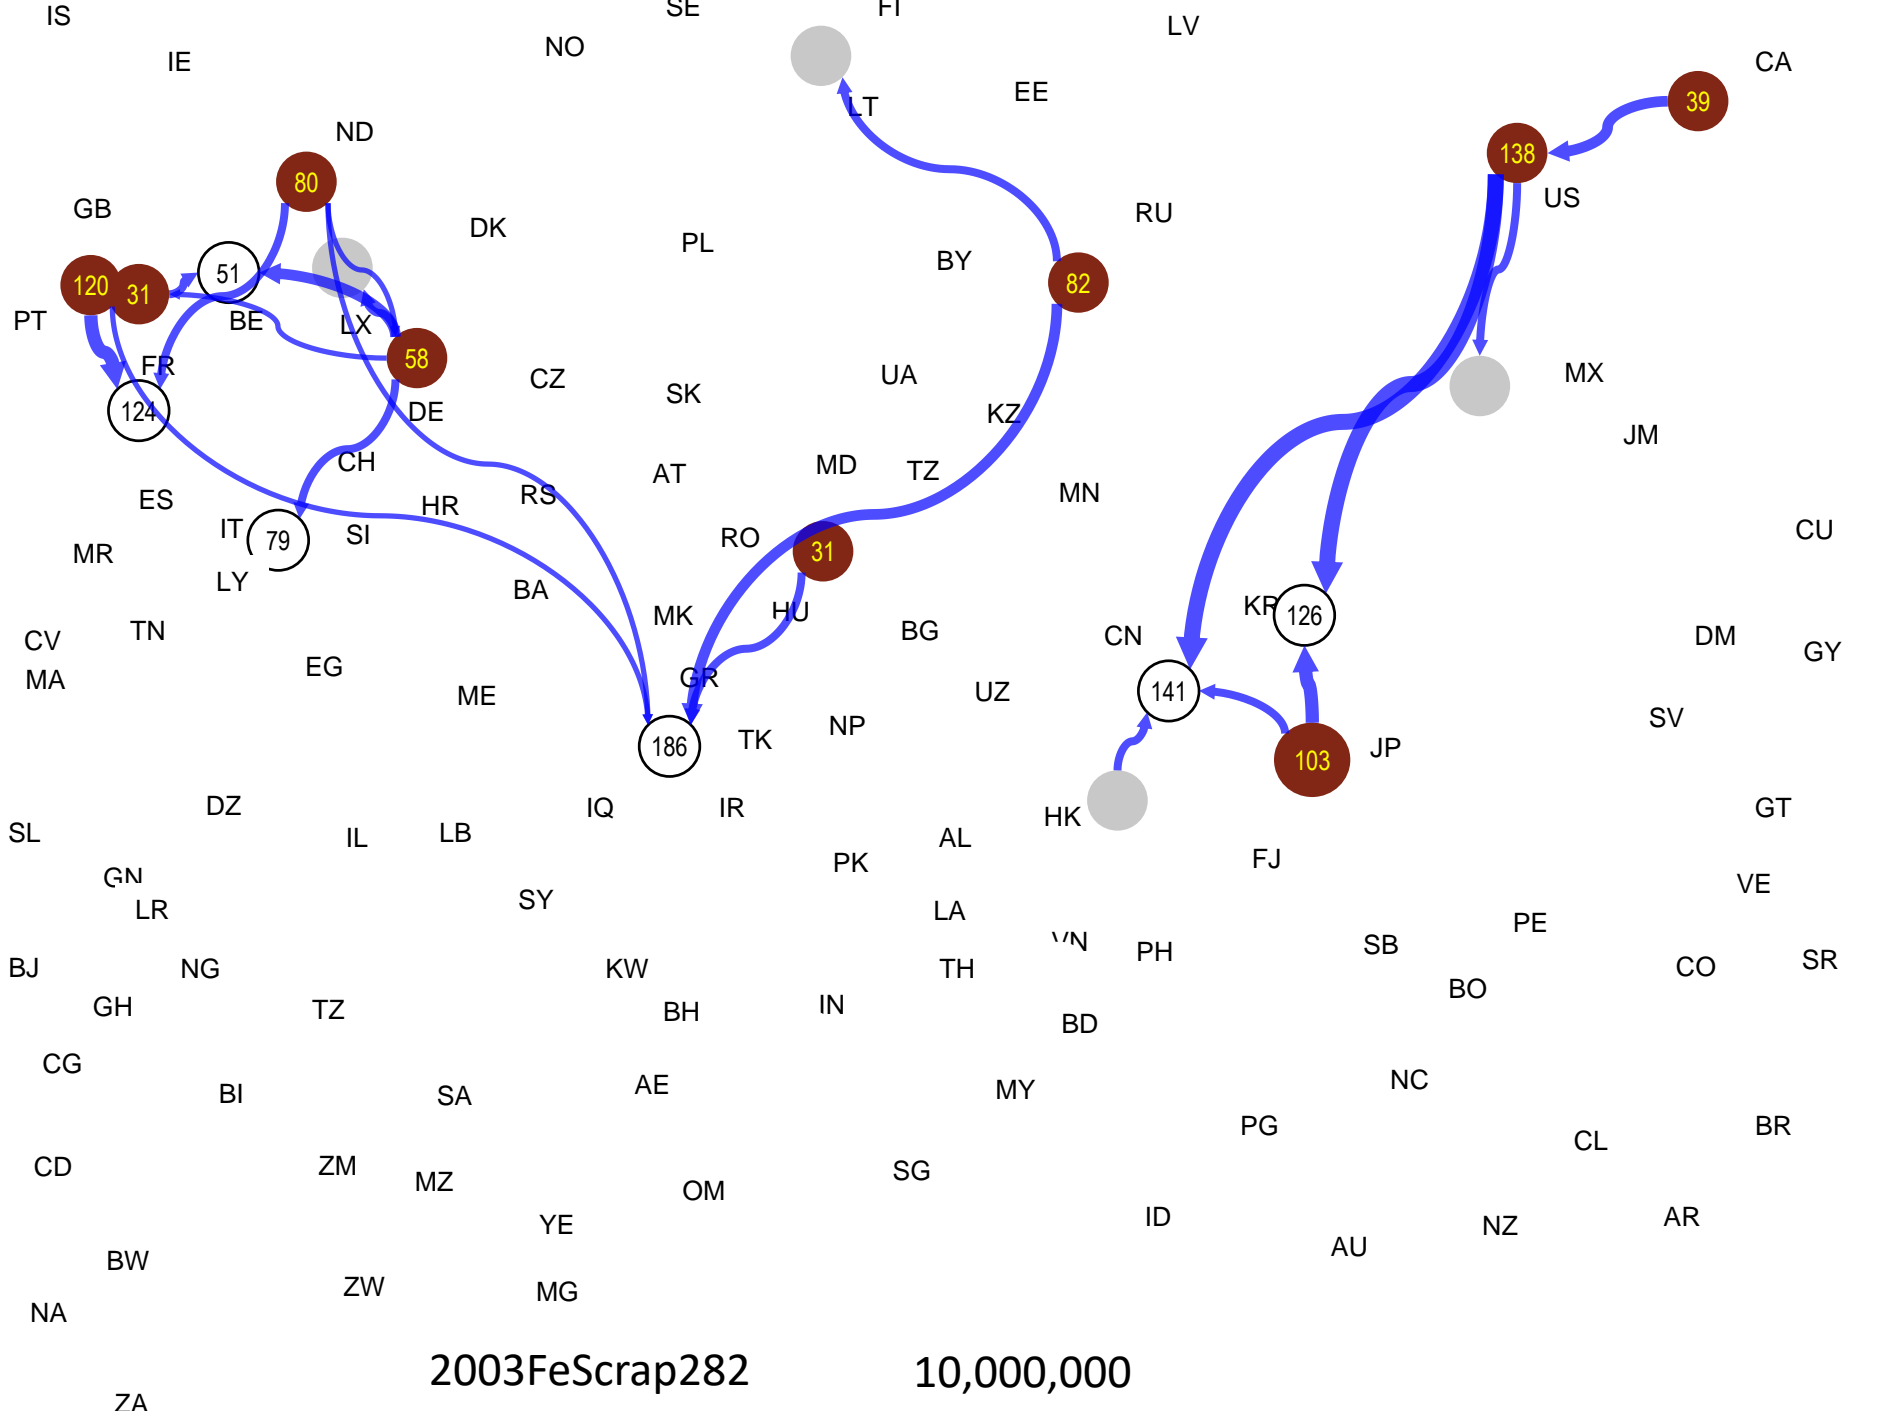 IS
SE
FI
LV
IE
NO
CA
EE
39
LT
ND
138
80
US
GB
RU
DK
PL
BY
51
120
31
82
PT
BE
LX
58
FR
MX
UA
CZ
SK
124
DE
KZ
JM
CH
AT
MD
TZ
MN
ES
RS
HR
IT
79
SI
CU
MR
RO
31
LY
BA
KR
126
MK
HU
TN
BG
CN
DM
CV
GY
EG
MA
GR
ME
UZ
141
SV
NP
186
TK
JP
103
DZ
IQ
IR
GT
HK
SL
IL
LB
AL
FJ
PK
GN
VE
LR
SY
LA
PE
VN
PH
SB
BJ
NG
KW
TH
CO
SR
BO
GH
TZ
BH
IN
BD
CG
BI
SA
AE
MY
NC
PG
BR
CL
CD
ZM
MZ
SG
OM
YE
ID
NZ
AR
AU
BW
ZW
MG
NA
2003FeScrap282
10,000,000
ZA